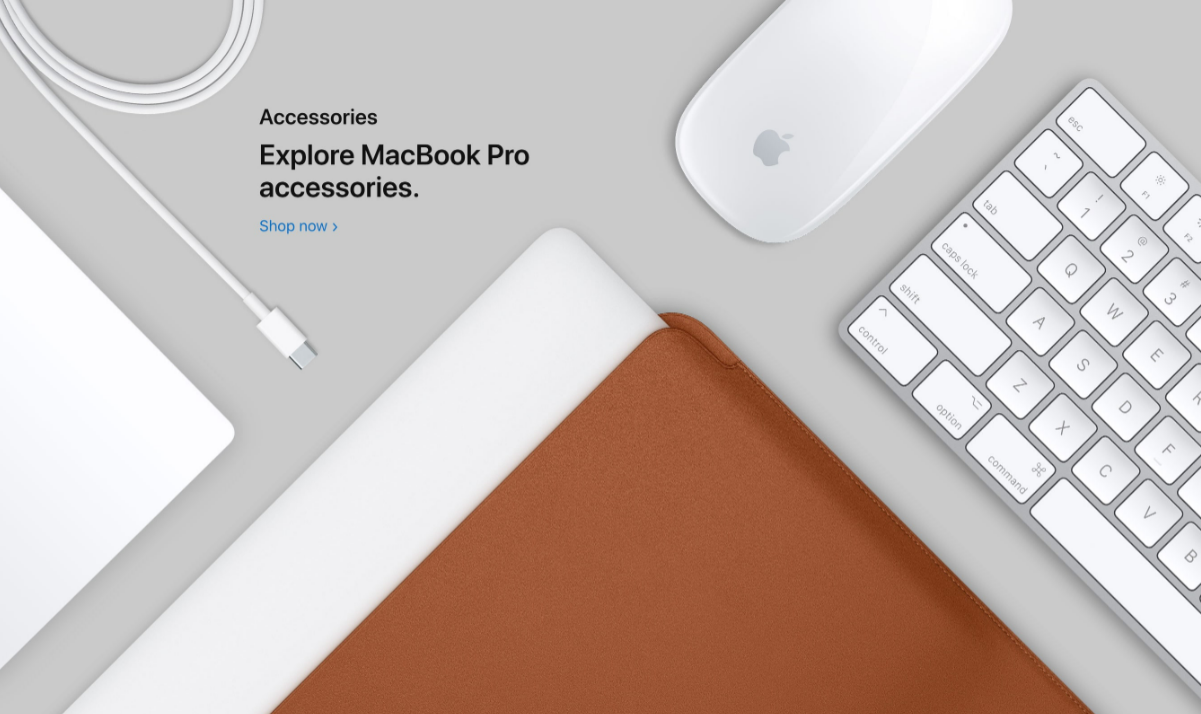 Accessories
Explore MacBook Pro
accessories.
Shop now ›
esc
~
`
F1
F2
!
1
@
2
#
3
tab
Q
W
E
caps lock
A
S
D
F
shift
Z
X
C
V
B
control
option
command